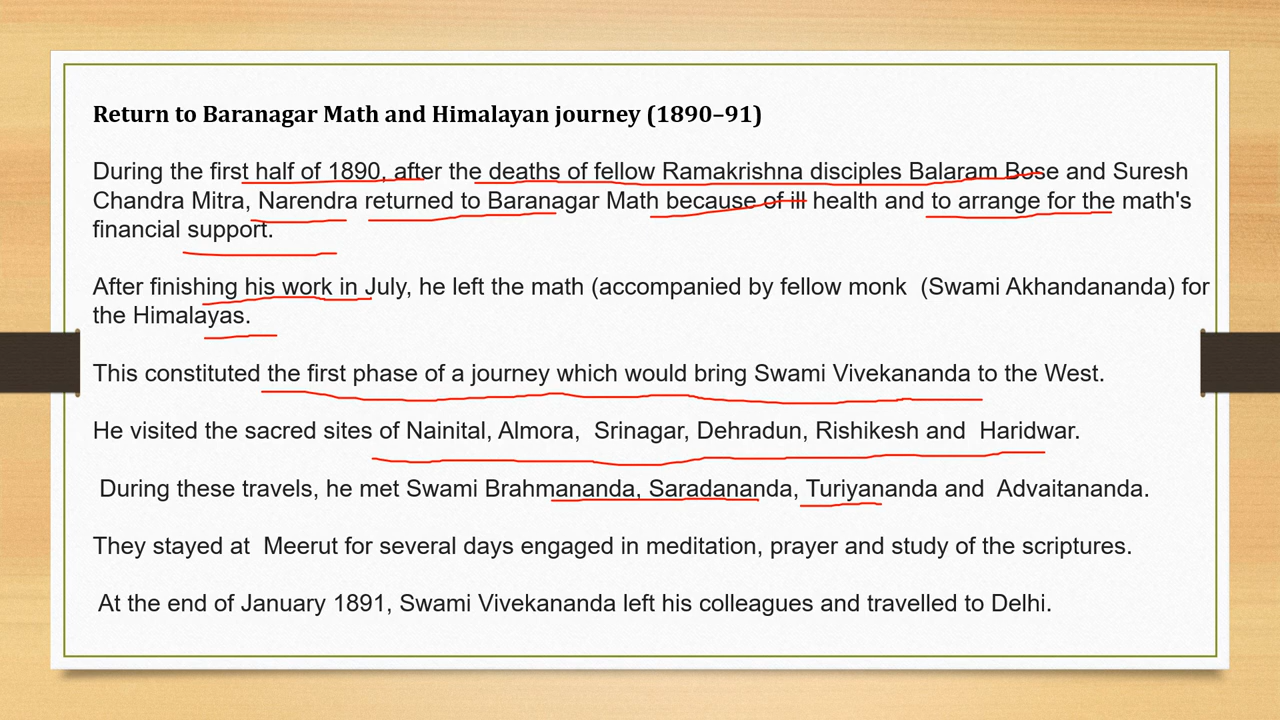 Return to Baranagar Math and Himalayan journey (1890–91)
During the first half of 1890, after the deaths of fellow Ramakrishna disciples Balaram Bose and Suresh
Chandra Mitra, Narendra returned to Baranagar Math because of ill health and to arrange for the math's
financial support.
After finishing his work in July, he left the math (accompanied by fellow monk  (Swami Akhandananda) for
the Himalayas.
This constituted the first phase of a journey which would bring Swami Vivekananda to the West.
He visited the sacred sites of Nainital, Almora,  Srinagar, Dehradun, Rishikesh and  Haridwar.
During these travels, he met Swami Brahmananda, Saradananda, Turiyananda and  Advaitananda.
They stayed at  Meerut for several days engaged in meditation, prayer and study of the scriptures.
At the end of January 1891, Swami Vivekananda left his colleagues and travelled to Delhi.